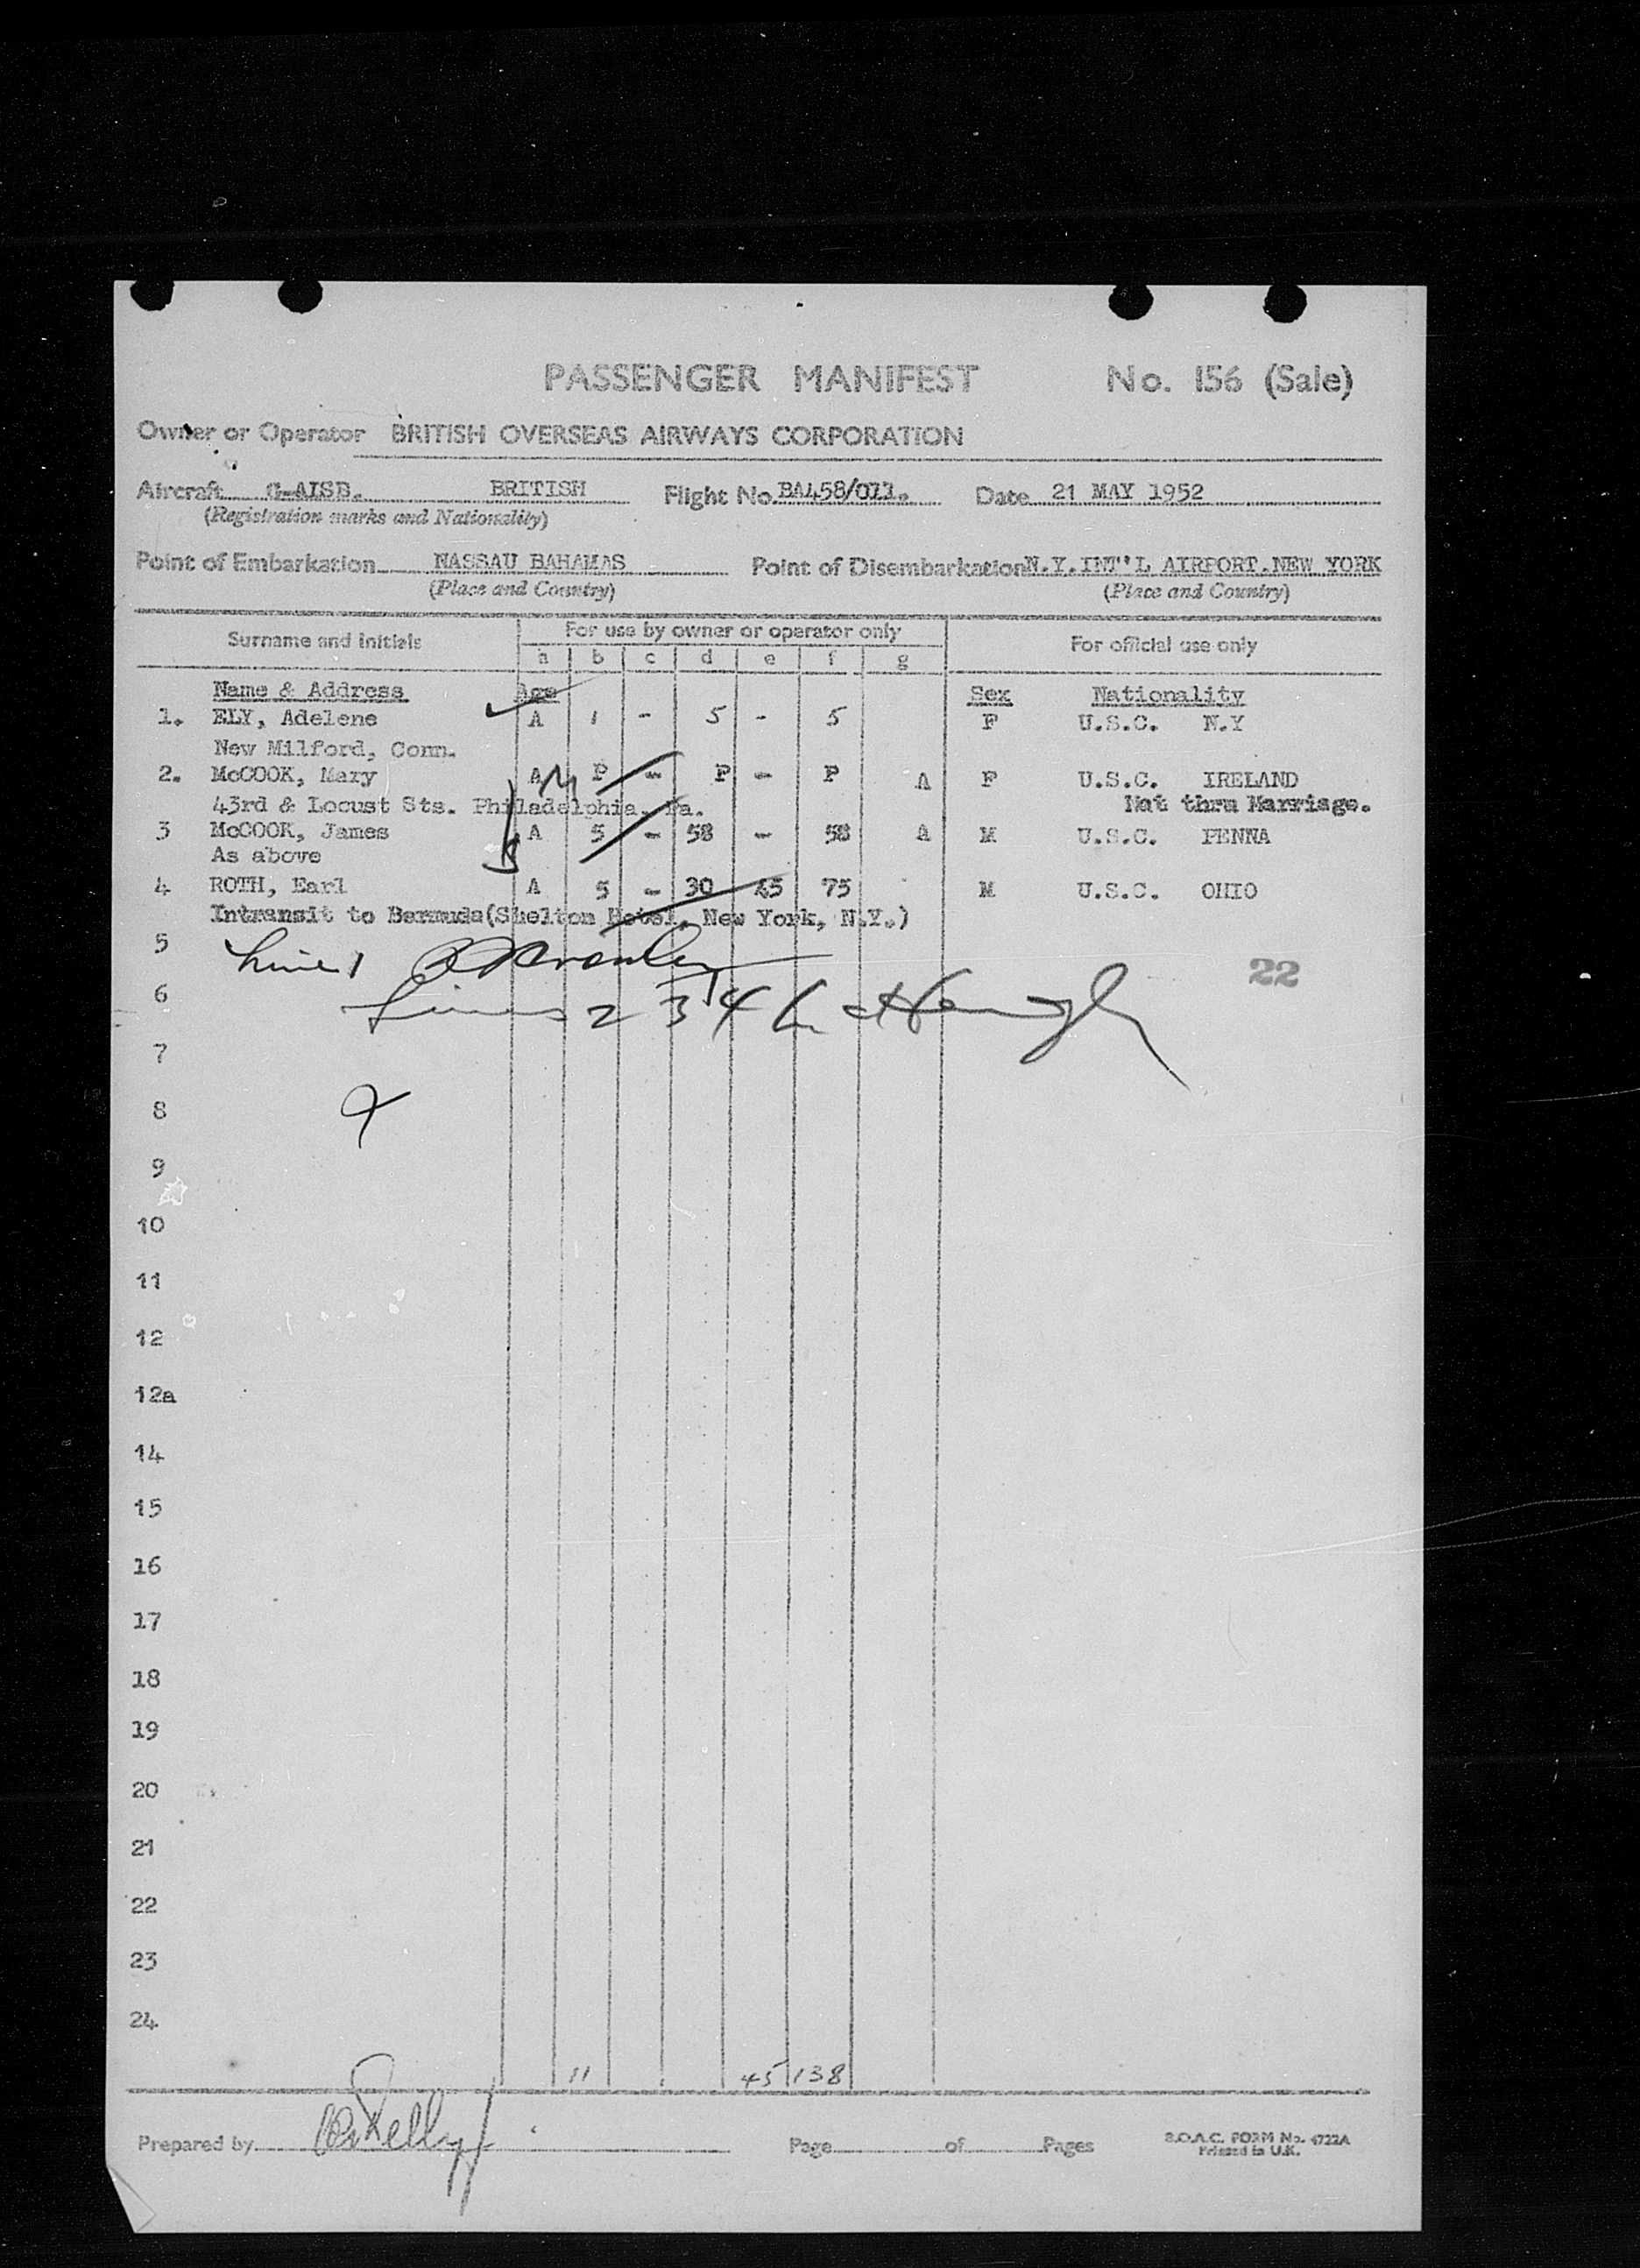 PASSENGER MANIFEST No. 156 (Sale)
Owner or Operator BRITISH OVERSEAS AIRWAYS CORPORATION
Aircraft G-AISB. BRITISH Flight No. BA458/011. Date 21 MAY 1952
(Registration marks and Nationality)
Point of Embarkation NASSAU BAHAMAS Point of Disembarkation N.Y.INT"L AIRPORT.NEW YORK
(Place and Country) (Place and Country)
Surname and initials For use by owner or operator only For official use only
a b c d e f g
Name & Address Age Sex Nationality
1. ELY, Adelene A 1 - 5 - 5 F U.S.C. N.Y
New Milford, Conn.
2. McCOOK, Mary A P - P - P A F U.S.C. IRELAND
43rd & Locust Sts. Philadelphia, Pa. Nat thru Marriage.
3 McCOOK, James A 5 - 58 - 58 A M U.S.C. PENNA
As above
4 ROTH, Earl A 5 - 30 45 75 M U.S.C. OHIO
Intransit to Bermuda(Shelton Hotel, New York, N.Y.)
5 Line 1
22
6 Lines 2 3 4
7
8
9
10
11
12
12a
14
15
16
17
18
19
20
21
22
23
24
11 45 138
Prepared by Page of Pages
B.O.A.C. FORM No. 4722A
Printed in U.K.